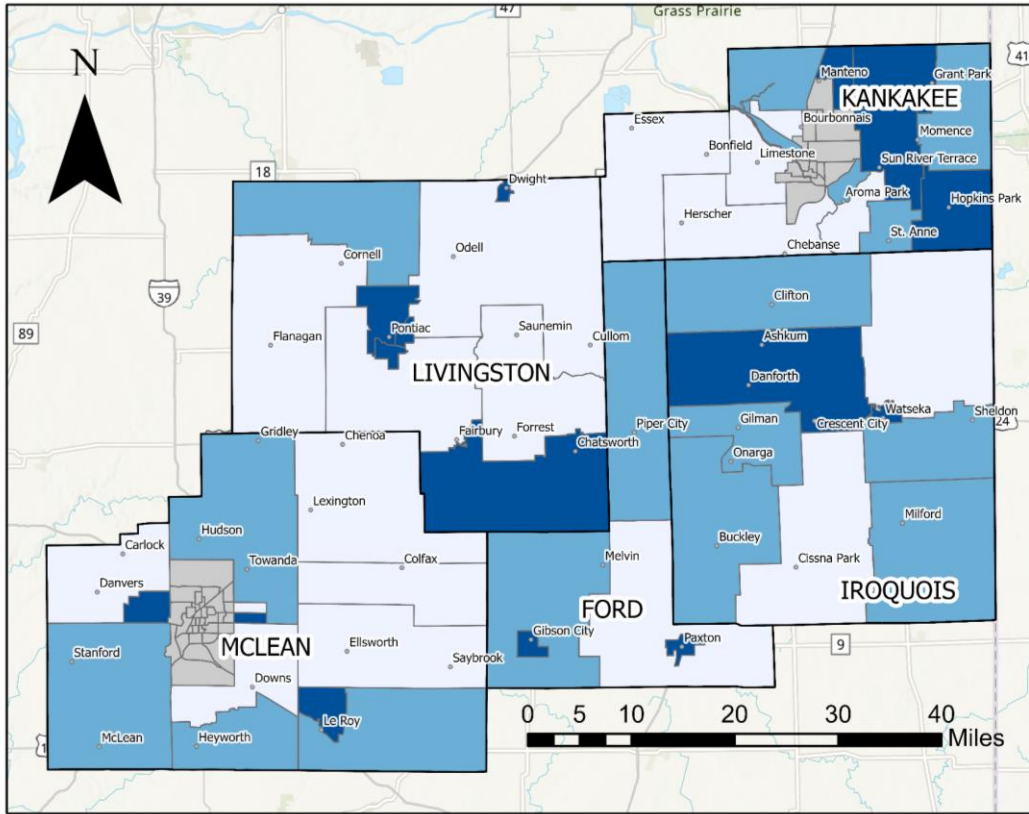 47
Grass Prairie
41
N
Manteno
Grant Park
KANKAKEE
Essex
Bourbonnais
Momence
Bonfield
Limestone
Sun River Terrace
18
Dwight
Aroma Park
Hopkins Park
Herscher
St. Anne
Cornell
Odell
Chebanse
39
Clifton
89
Flanagan
Pontiac
Saunemin
Cullom
Ashkum
LIVINGSTON
Danforth
Watseka
Gridley
Chenoa
Fairbury
Forrest
Chatsworth
Piper City
Gilman
Crescent City
Sheldon
24
Onarga
Lexington
Hudson
Milford
Carlock
Towanda
Colfax
Melvin
Buckley
Cissna Park
Danvers
IROQUOIS
FORD
Gibson City
Paxton
9
MCLEAN
Ellsworth
Stanford
Saybrook
Downs
Le Roy
0 5 10 20 30 40
Miles
McLean
Heyworth